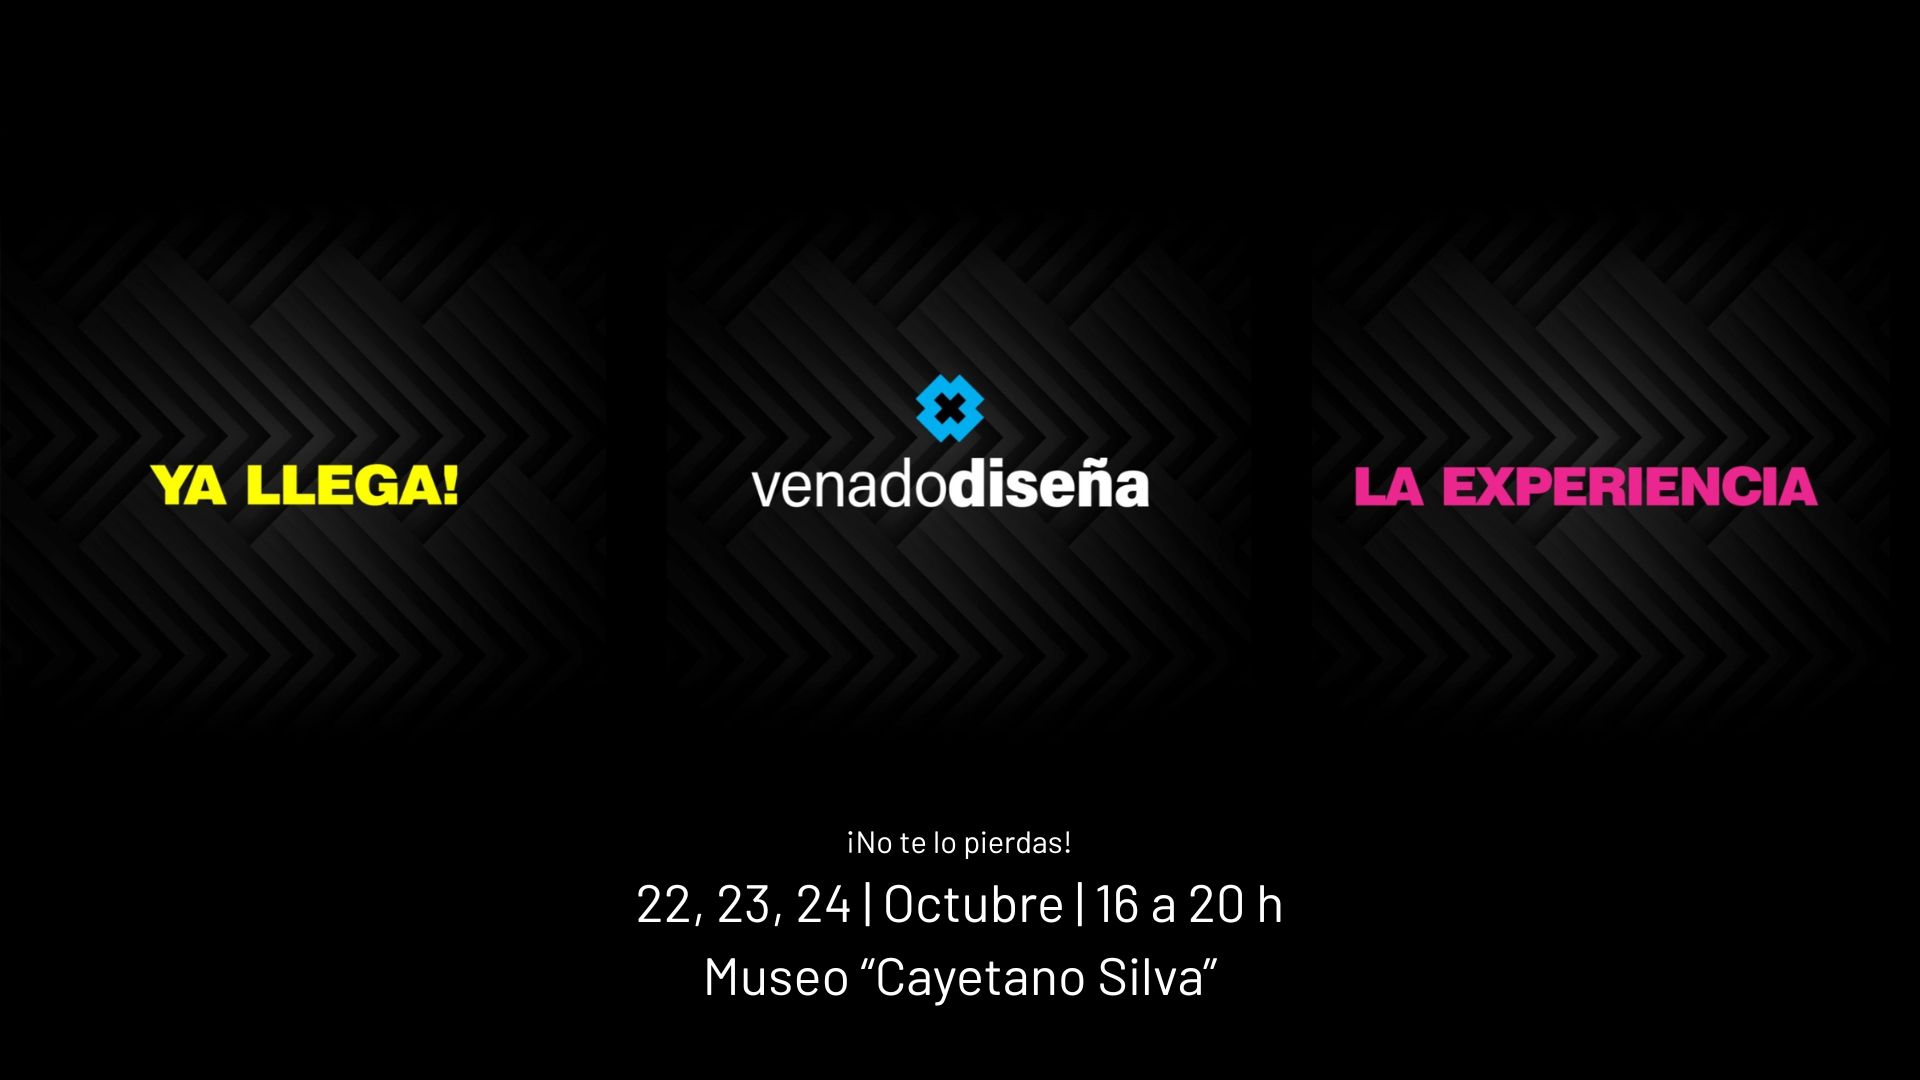 YA LLEGA!
venadodiseña
LA EXPERIENCIA
¡No te lo pierdas!
22, 23, 24 | Octubre | 16 a 20 h
Museo “Cayetano Silva”